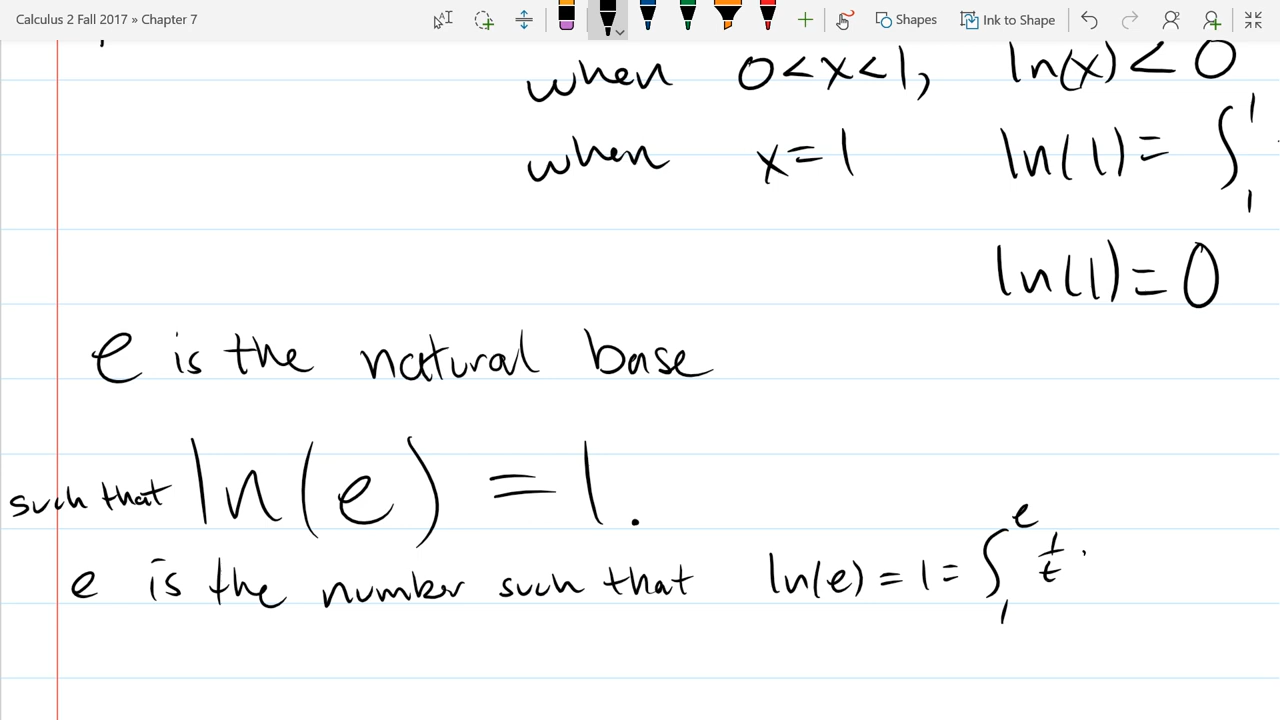 Calculus 2 Fall 2017 » Chapter 7
Shapes
Ink to Shape
when 0<x<1, ln(x) < 0
when x=1 ln(1) = ∫₁¹
ln(1) = 0
e is the natural base
such that ln(e) = 1.
e is the number such that ln(e) = 1 = ∫₁ᵉ 1/t